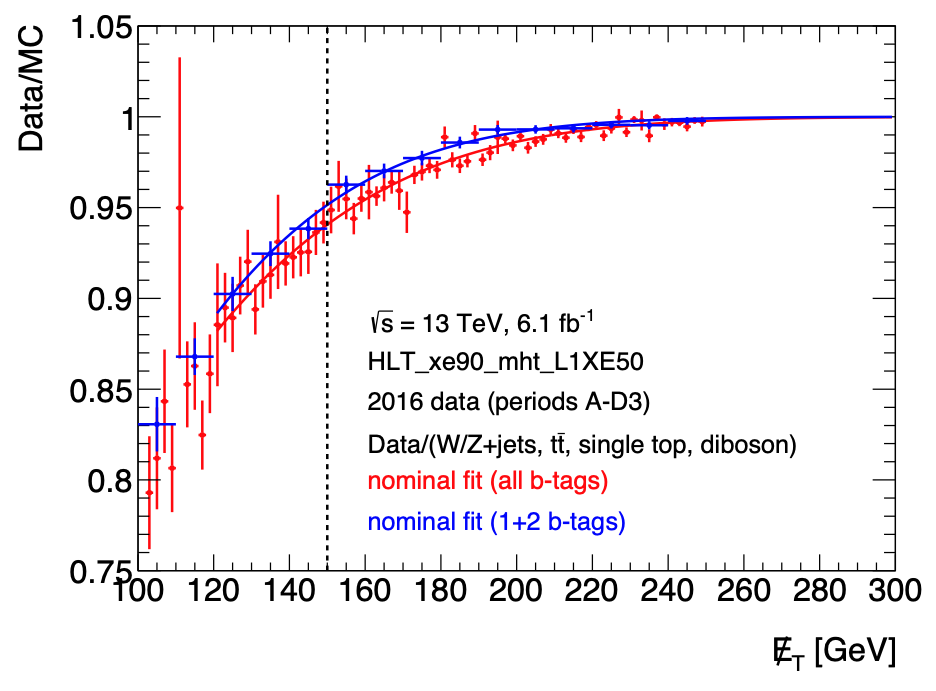 Data/MC
1.05
1
0.95
0.9
0.85
0.8
0.75
√s = 13 TeV, 6.1 fb⁻¹
HLT_xe90_mht_L1XE50
2016 data (periods A-D3)
Data/(W/Z+jets, tt̄, single top, diboson)
nominal fit (all b-tags)
nominal fit (1+2 b-tags)
100 120 140 160 180 200 220 240 260 280 300
E̸_T [GeV]